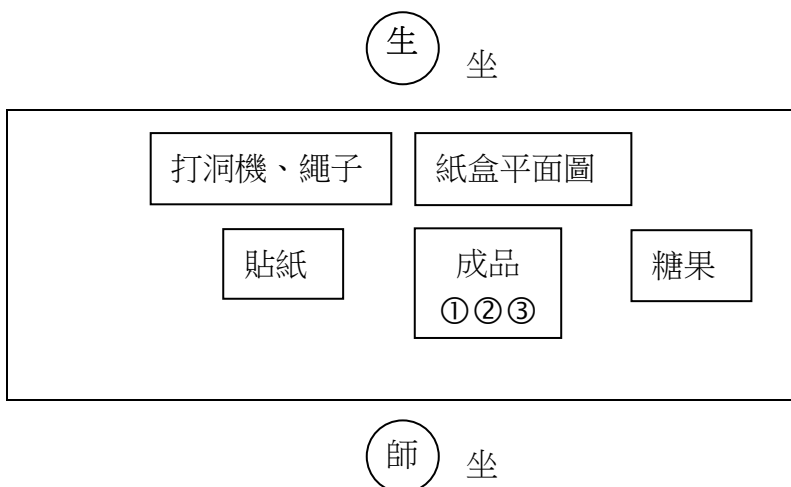 生 坐
打洞機、繩子 紙盒平面圖
貼紙 成品 糖果
①②③
師 坐